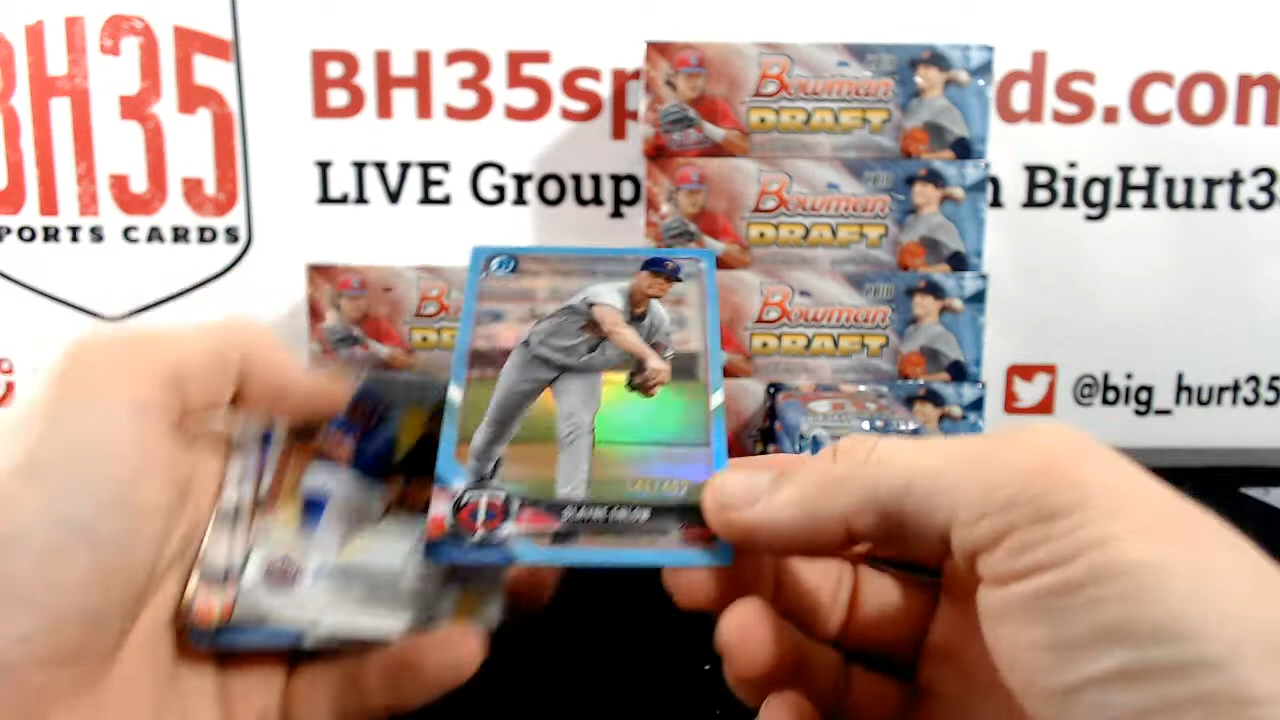 BH35
PORTS CARDS
BH35sp ds.com
LIVE Group BigHurt3
Bowman
DRAFT
Bowman
DRAFT
Bowman
DRAFT
@big_hurt35